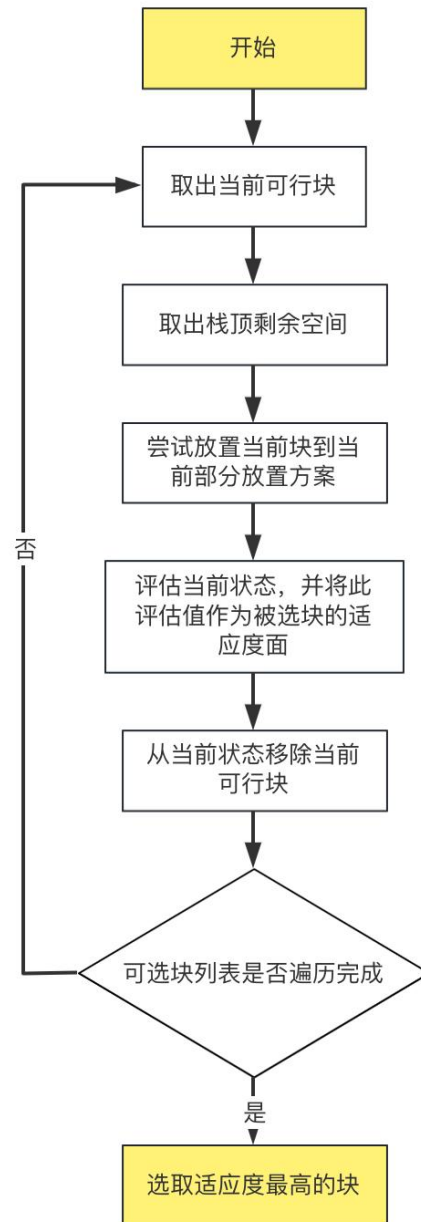 开始
取出当前可行块
取出栈顶剩余空间
尝试放置当前块到当
前部分放置方案
否
评估当前状态，并将此
评估值作为被选块的适
应度面
从当前状态移除当前
可行块
可选块列表是否遍历完成
是
选取适应度最高的块